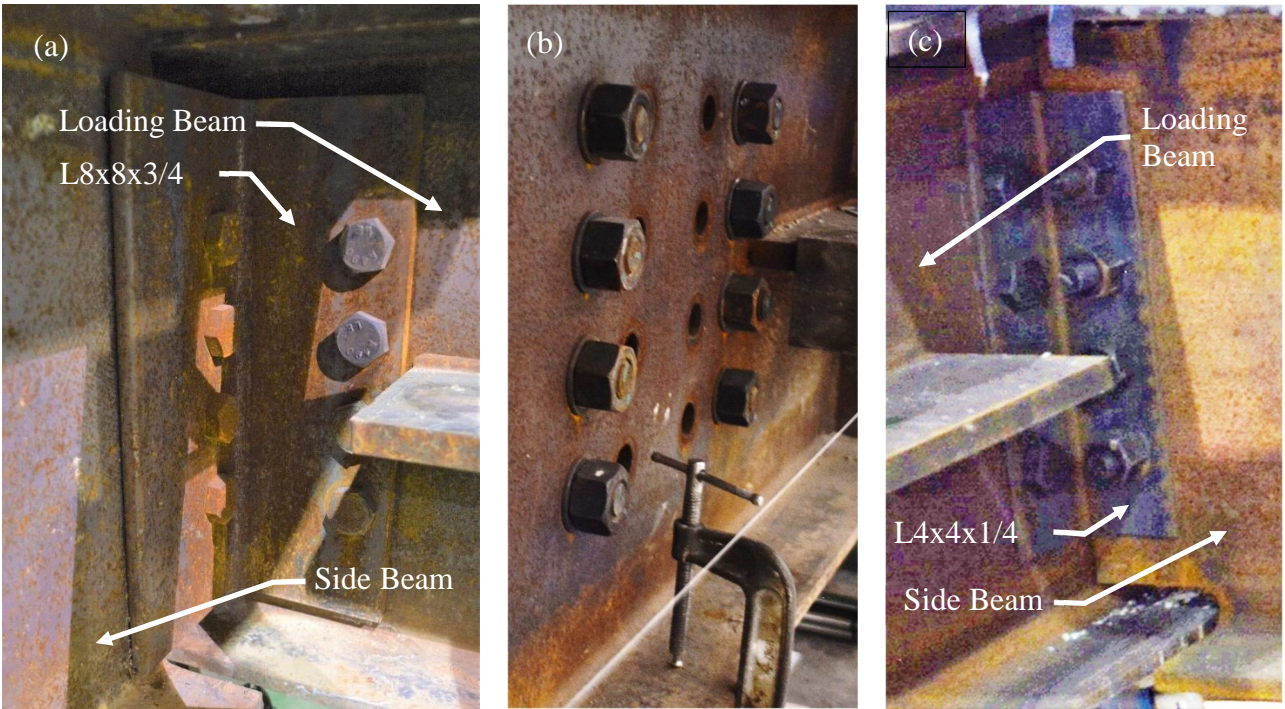 (a)
Loading Beam
L8x8x3/4
Side Beam
(b)
(c)
Loading
Beam
L4x4x1/4
Side Beam